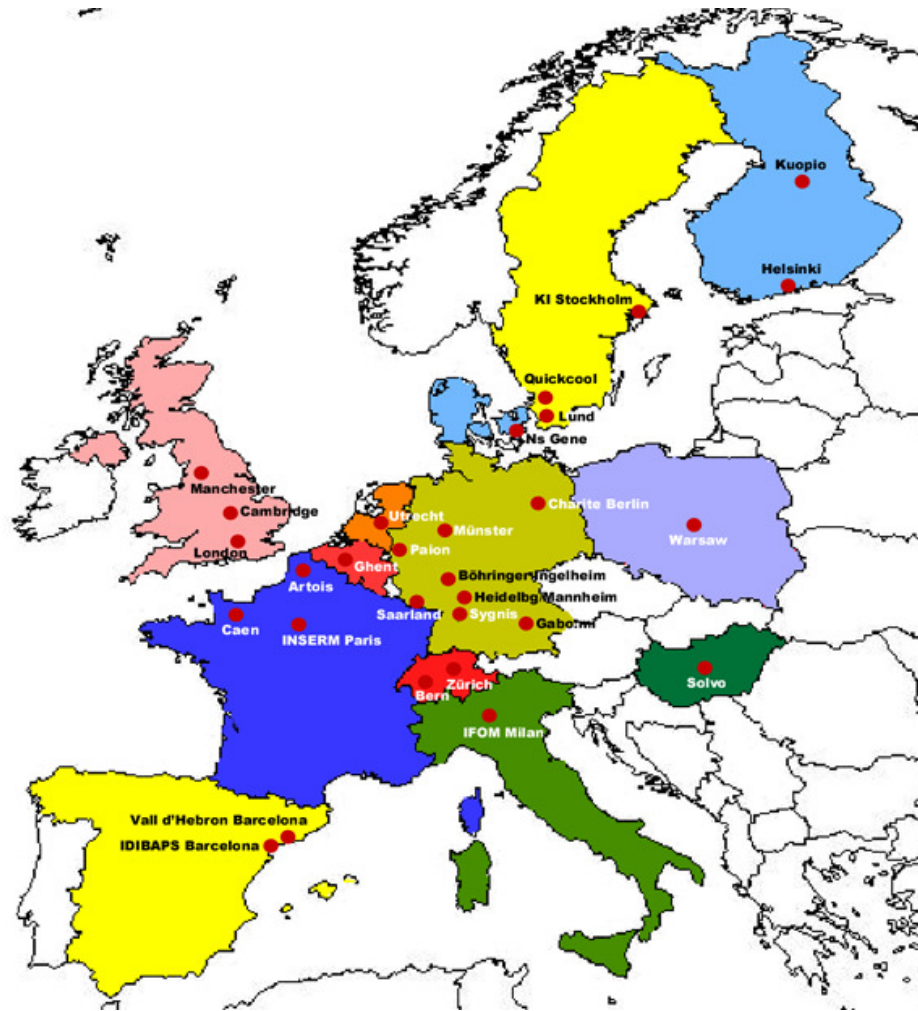 Kuopio
Helsinki
KI Stockholm
Quickcool
Lund
Ns Gene
Manchester
Cambridge
London
Utrecht
Münster
Charite Berlin
Warsaw
Paion
Ghent
Artois
Böhringer-Ingelheim
Heidelbg/Mannheim
Saarland
Sygnis
Gabo:mi
Caen
INSERM Paris
Zürich
Bern
Solvo
IFOM Milan
Vall d'Hebron Barcelona
IDIBAPS Barcelona